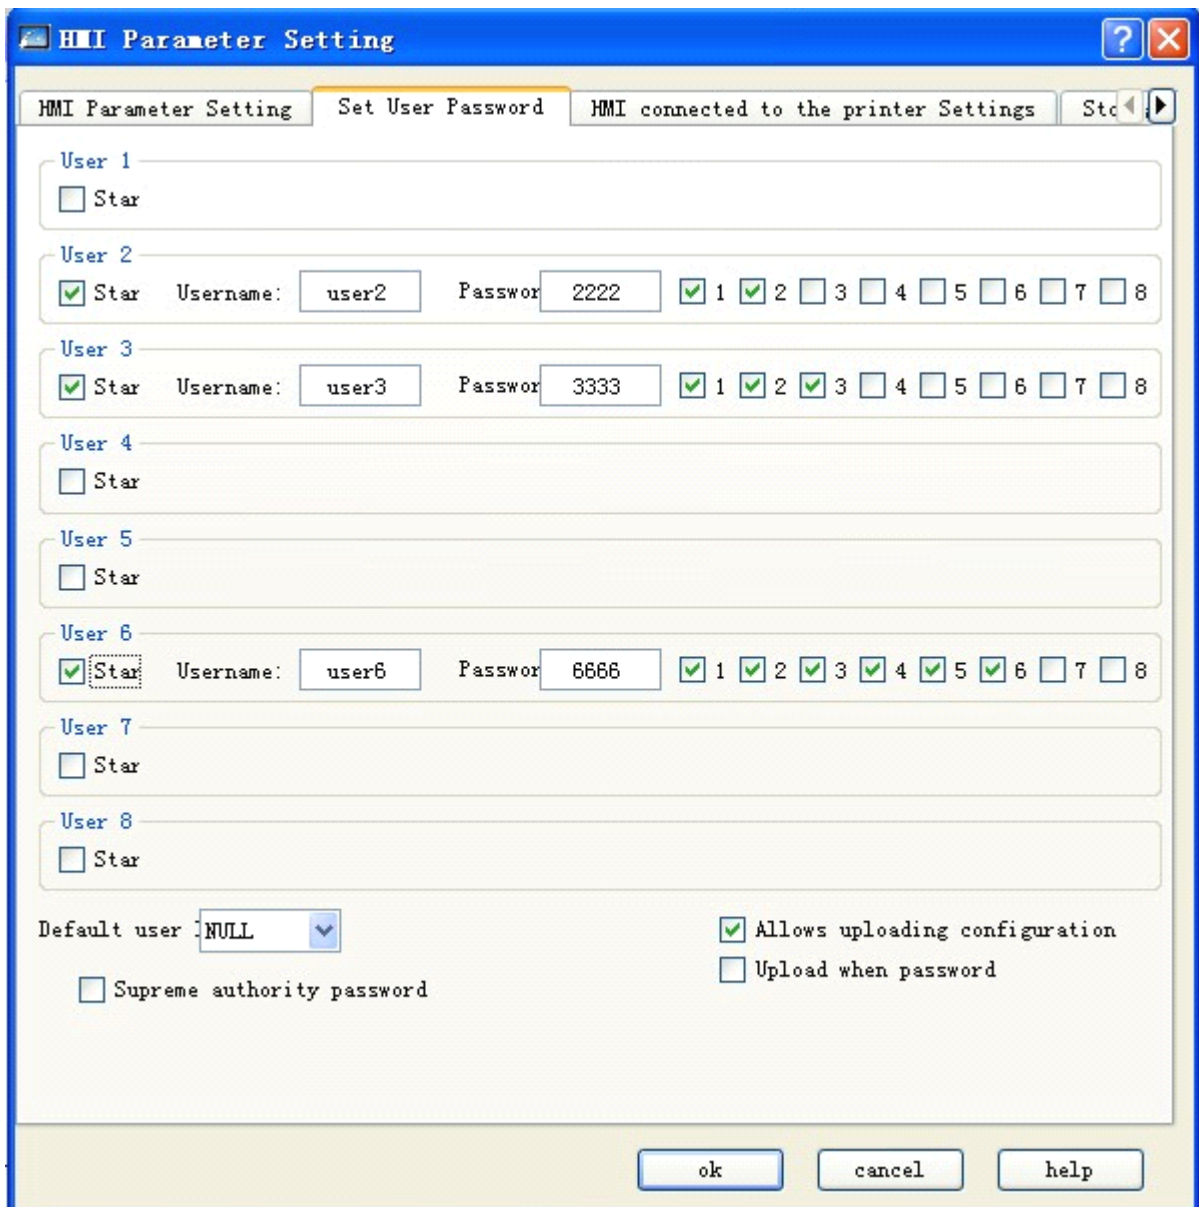 HMI Parameter Setting
HMI Parameter Setting Set User Password HMI connected to the printer Settings Sto
User 1
Star
User 2
Star Username: user2 Passwor 2222 1 2 3 4 5 6 7 8
User 3
Star Username: user3 Passwor 3333 1 2 3 4 5 6 7 8
User 4
Star
User 5
Star
User 6
Star Username: user6 Passwor 6666 1 2 3 4 5 6 7 8
User 7
Star
User 8
Star
Default user NULL Allows uploading configuration
Upload when password
Supreme authority password
ok cancel help